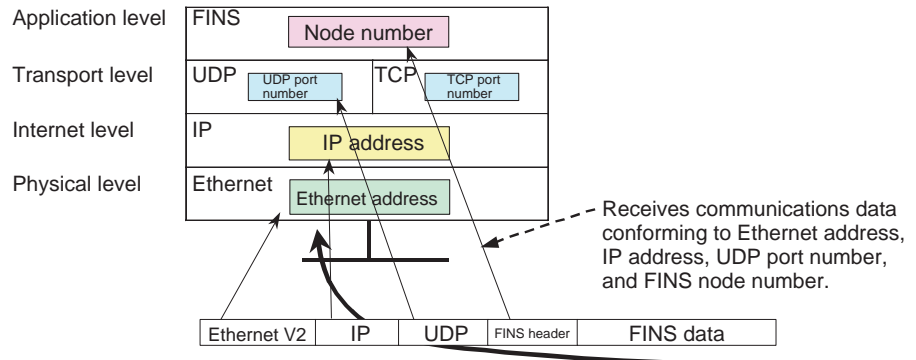 Application level
FINS
Node number
Transport level
UDP
UDP port
number
TCP
TCP port
number
Internet level
IP
IP address
Physical level
Ethernet
Ethernet address
Receives communications data
conforming to Ethernet address,
IP address, UDP port number,
and FINS node number.
Ethernet V2
IP
UDP
FINS header
FINS data